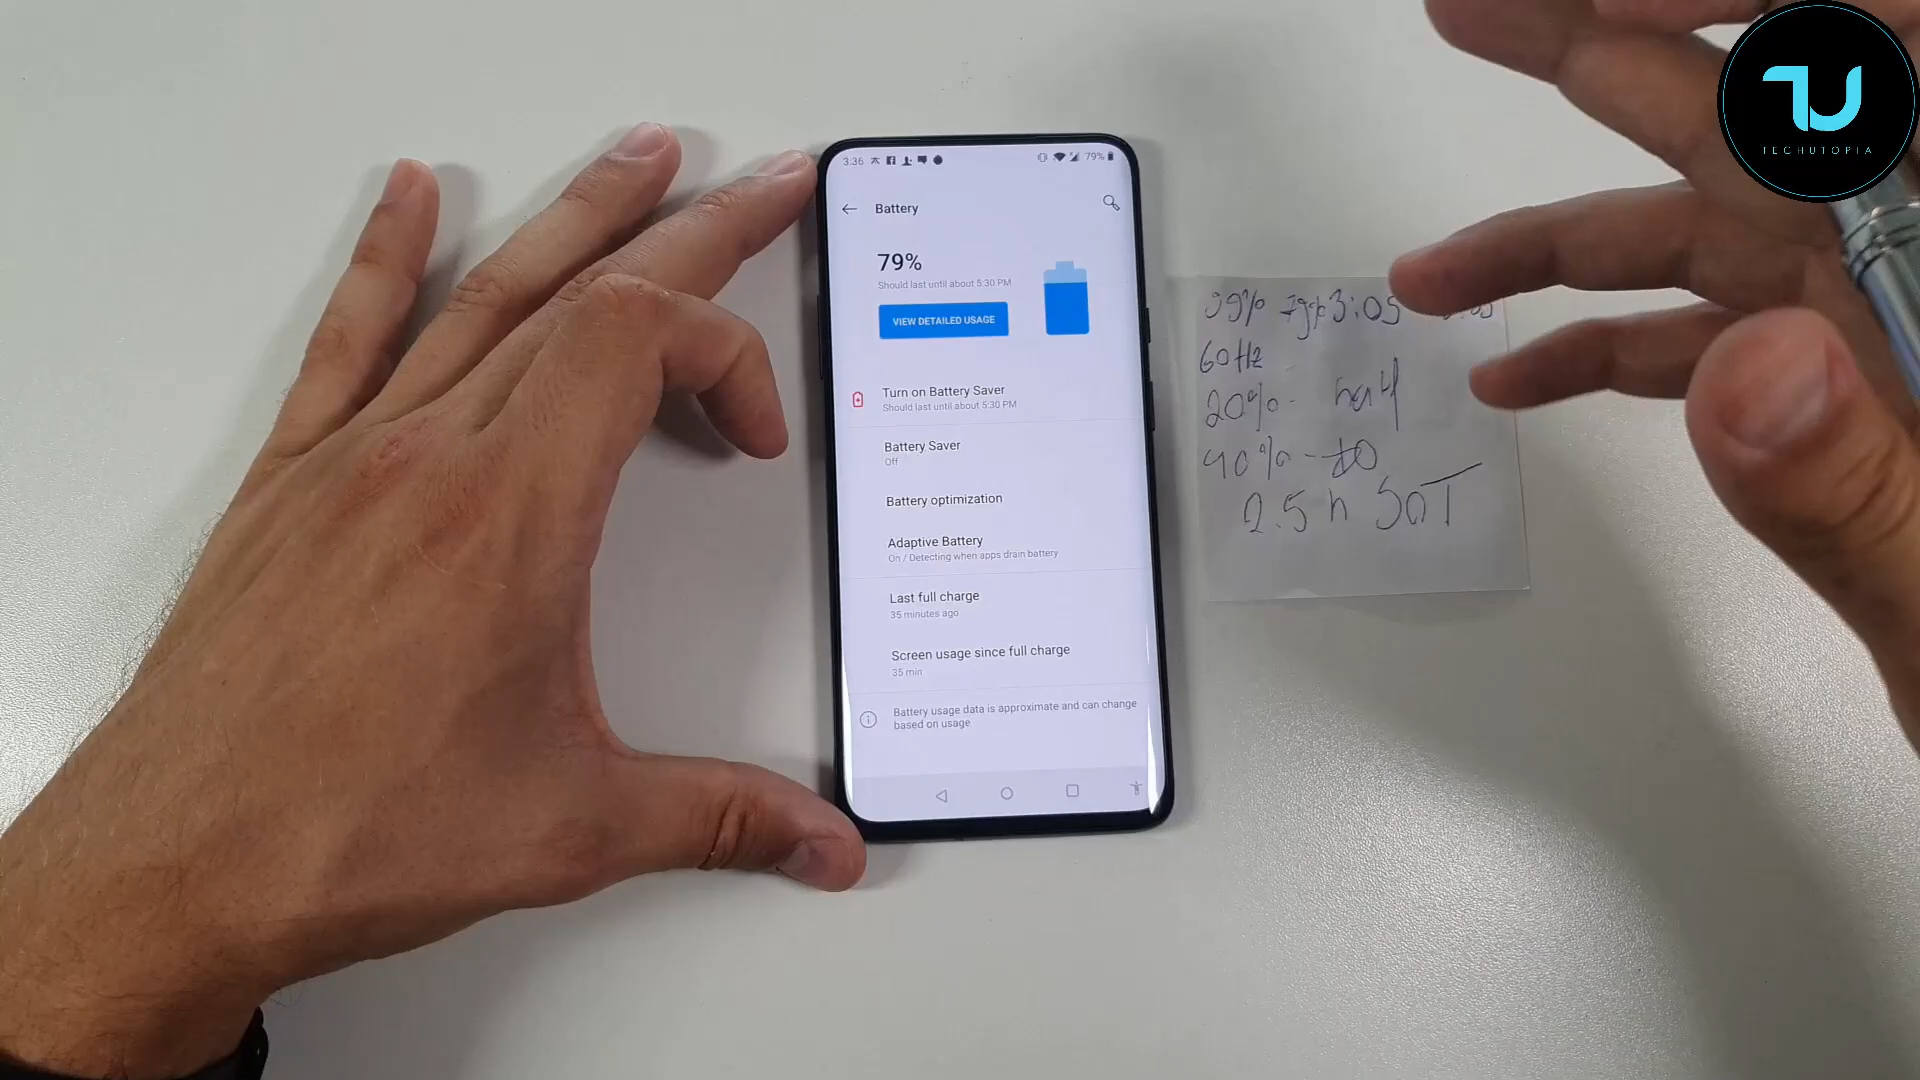 TECHUTOPIA
3:36 79%
Battery
79%
Should last until about 5:30 PM
VIEW DETAILED USAGE
Turn on Battery Saver
Should last until about 5:30 PM
Battery Saver
Off
Battery optimization
Adaptive Battery
On / Detecting when apps drain battery
Last full charge
35 minutes ago
Screen usage since full charge
35 min
Battery usage data is approximate and can change
based on usage
99% 79% 3:05
60Hz
20% - half
40% -
2.5 h SOT